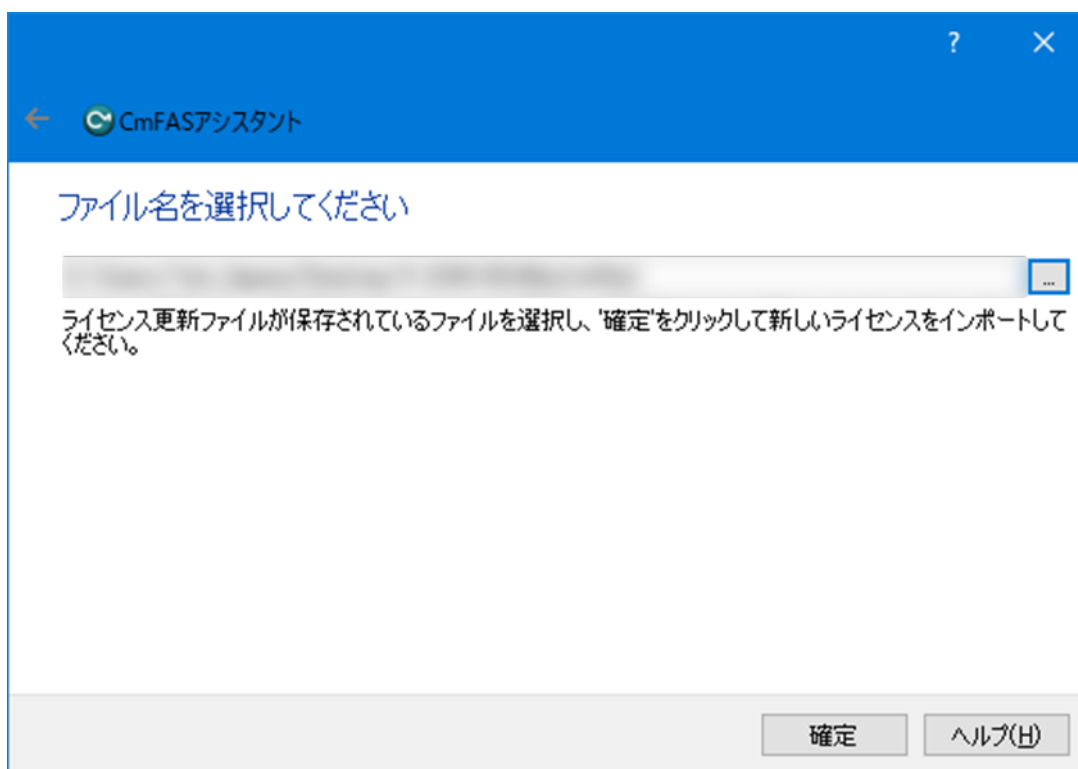 ?
CmFASアシスタント
ファイル名を選択してください
...
ライセンス更新ファイルが保存されているファイルを選択し、'確定'をクリックして新しいライセンスをインポートして
ください。
確定
ヘルプ(H)